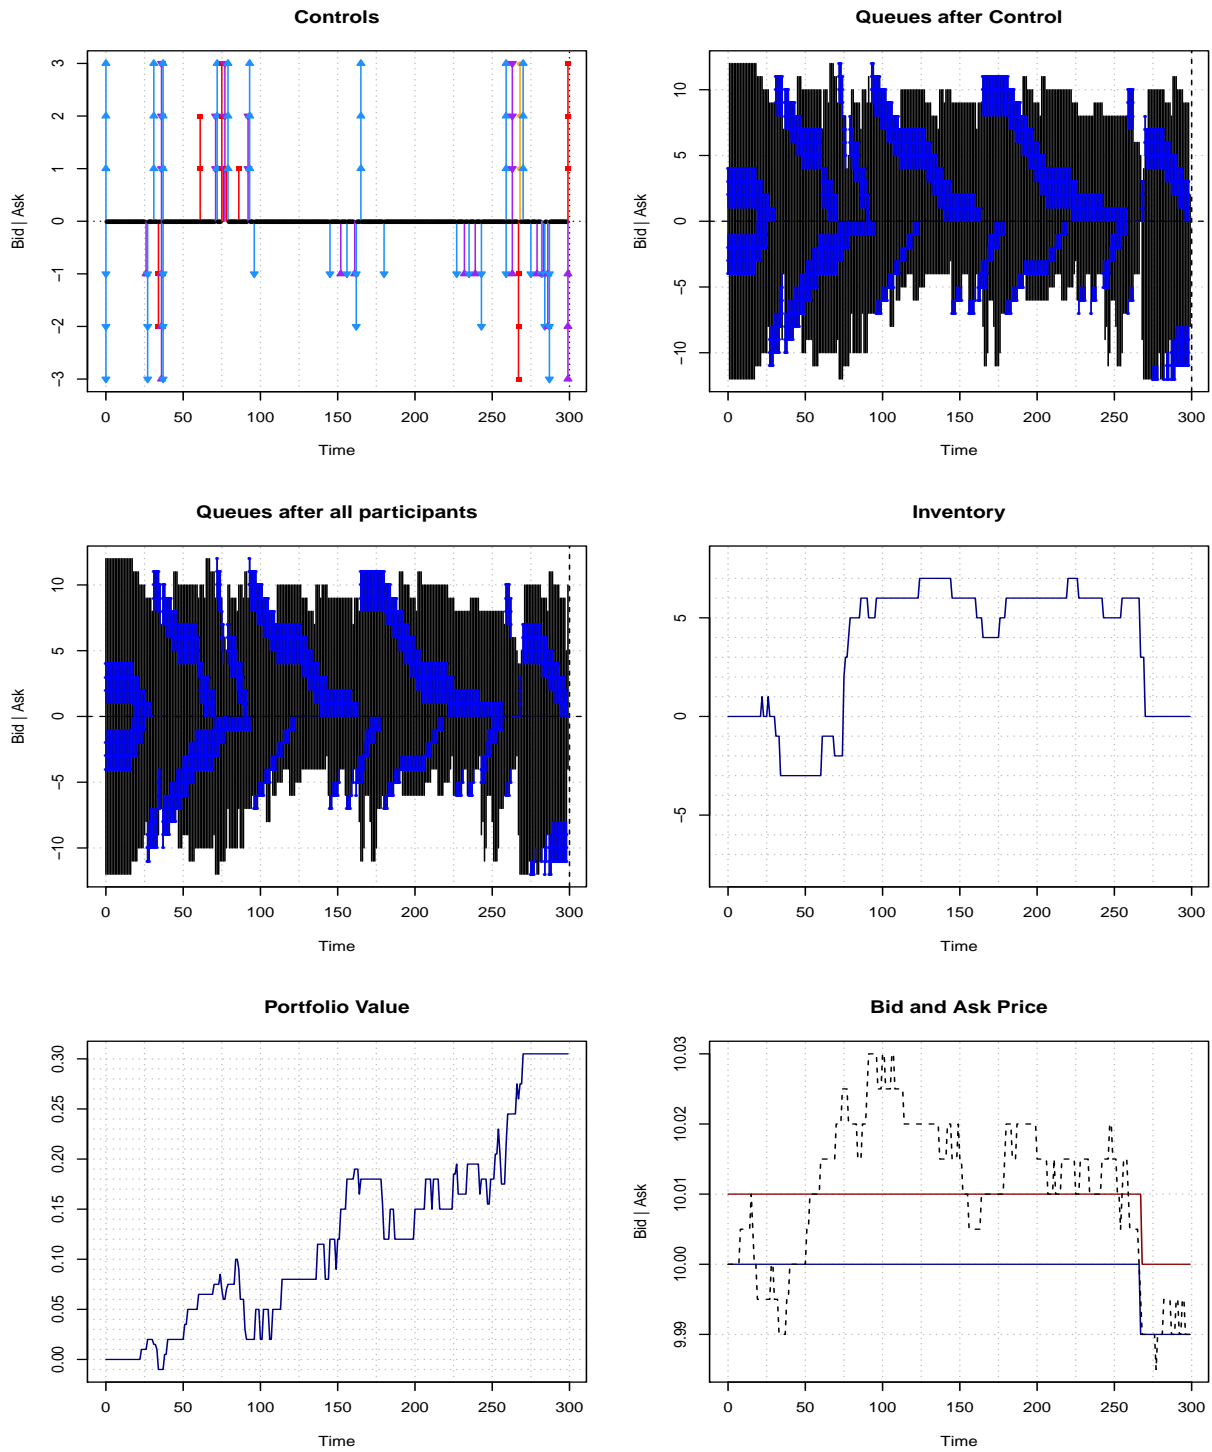 Controls
3
2
1
0
−1
−2
−3
Bid | Ask
0 50 100 150 200 250 300
Time
Queues after Control
10
5
0
−5
−10
Bid | Ask
0 50 100 150 200 250 300
Time
Queues after all participants
10
5
0
−5
−10
Bid | Ask
0 50 100 150 200 250 300
Time
Inventory
5
0
−5
0 50 100 150 200 250 300
Time
Portfolio Value
0.30
0.25
0.20
0.15
0.10
0.05
0.00
0 50 100 150 200 250 300
Time
Bid and Ask Price
10.03
10.02
10.01
10.00
9.99
Bid | Ask
0 50 100 150 200 250 300
Time